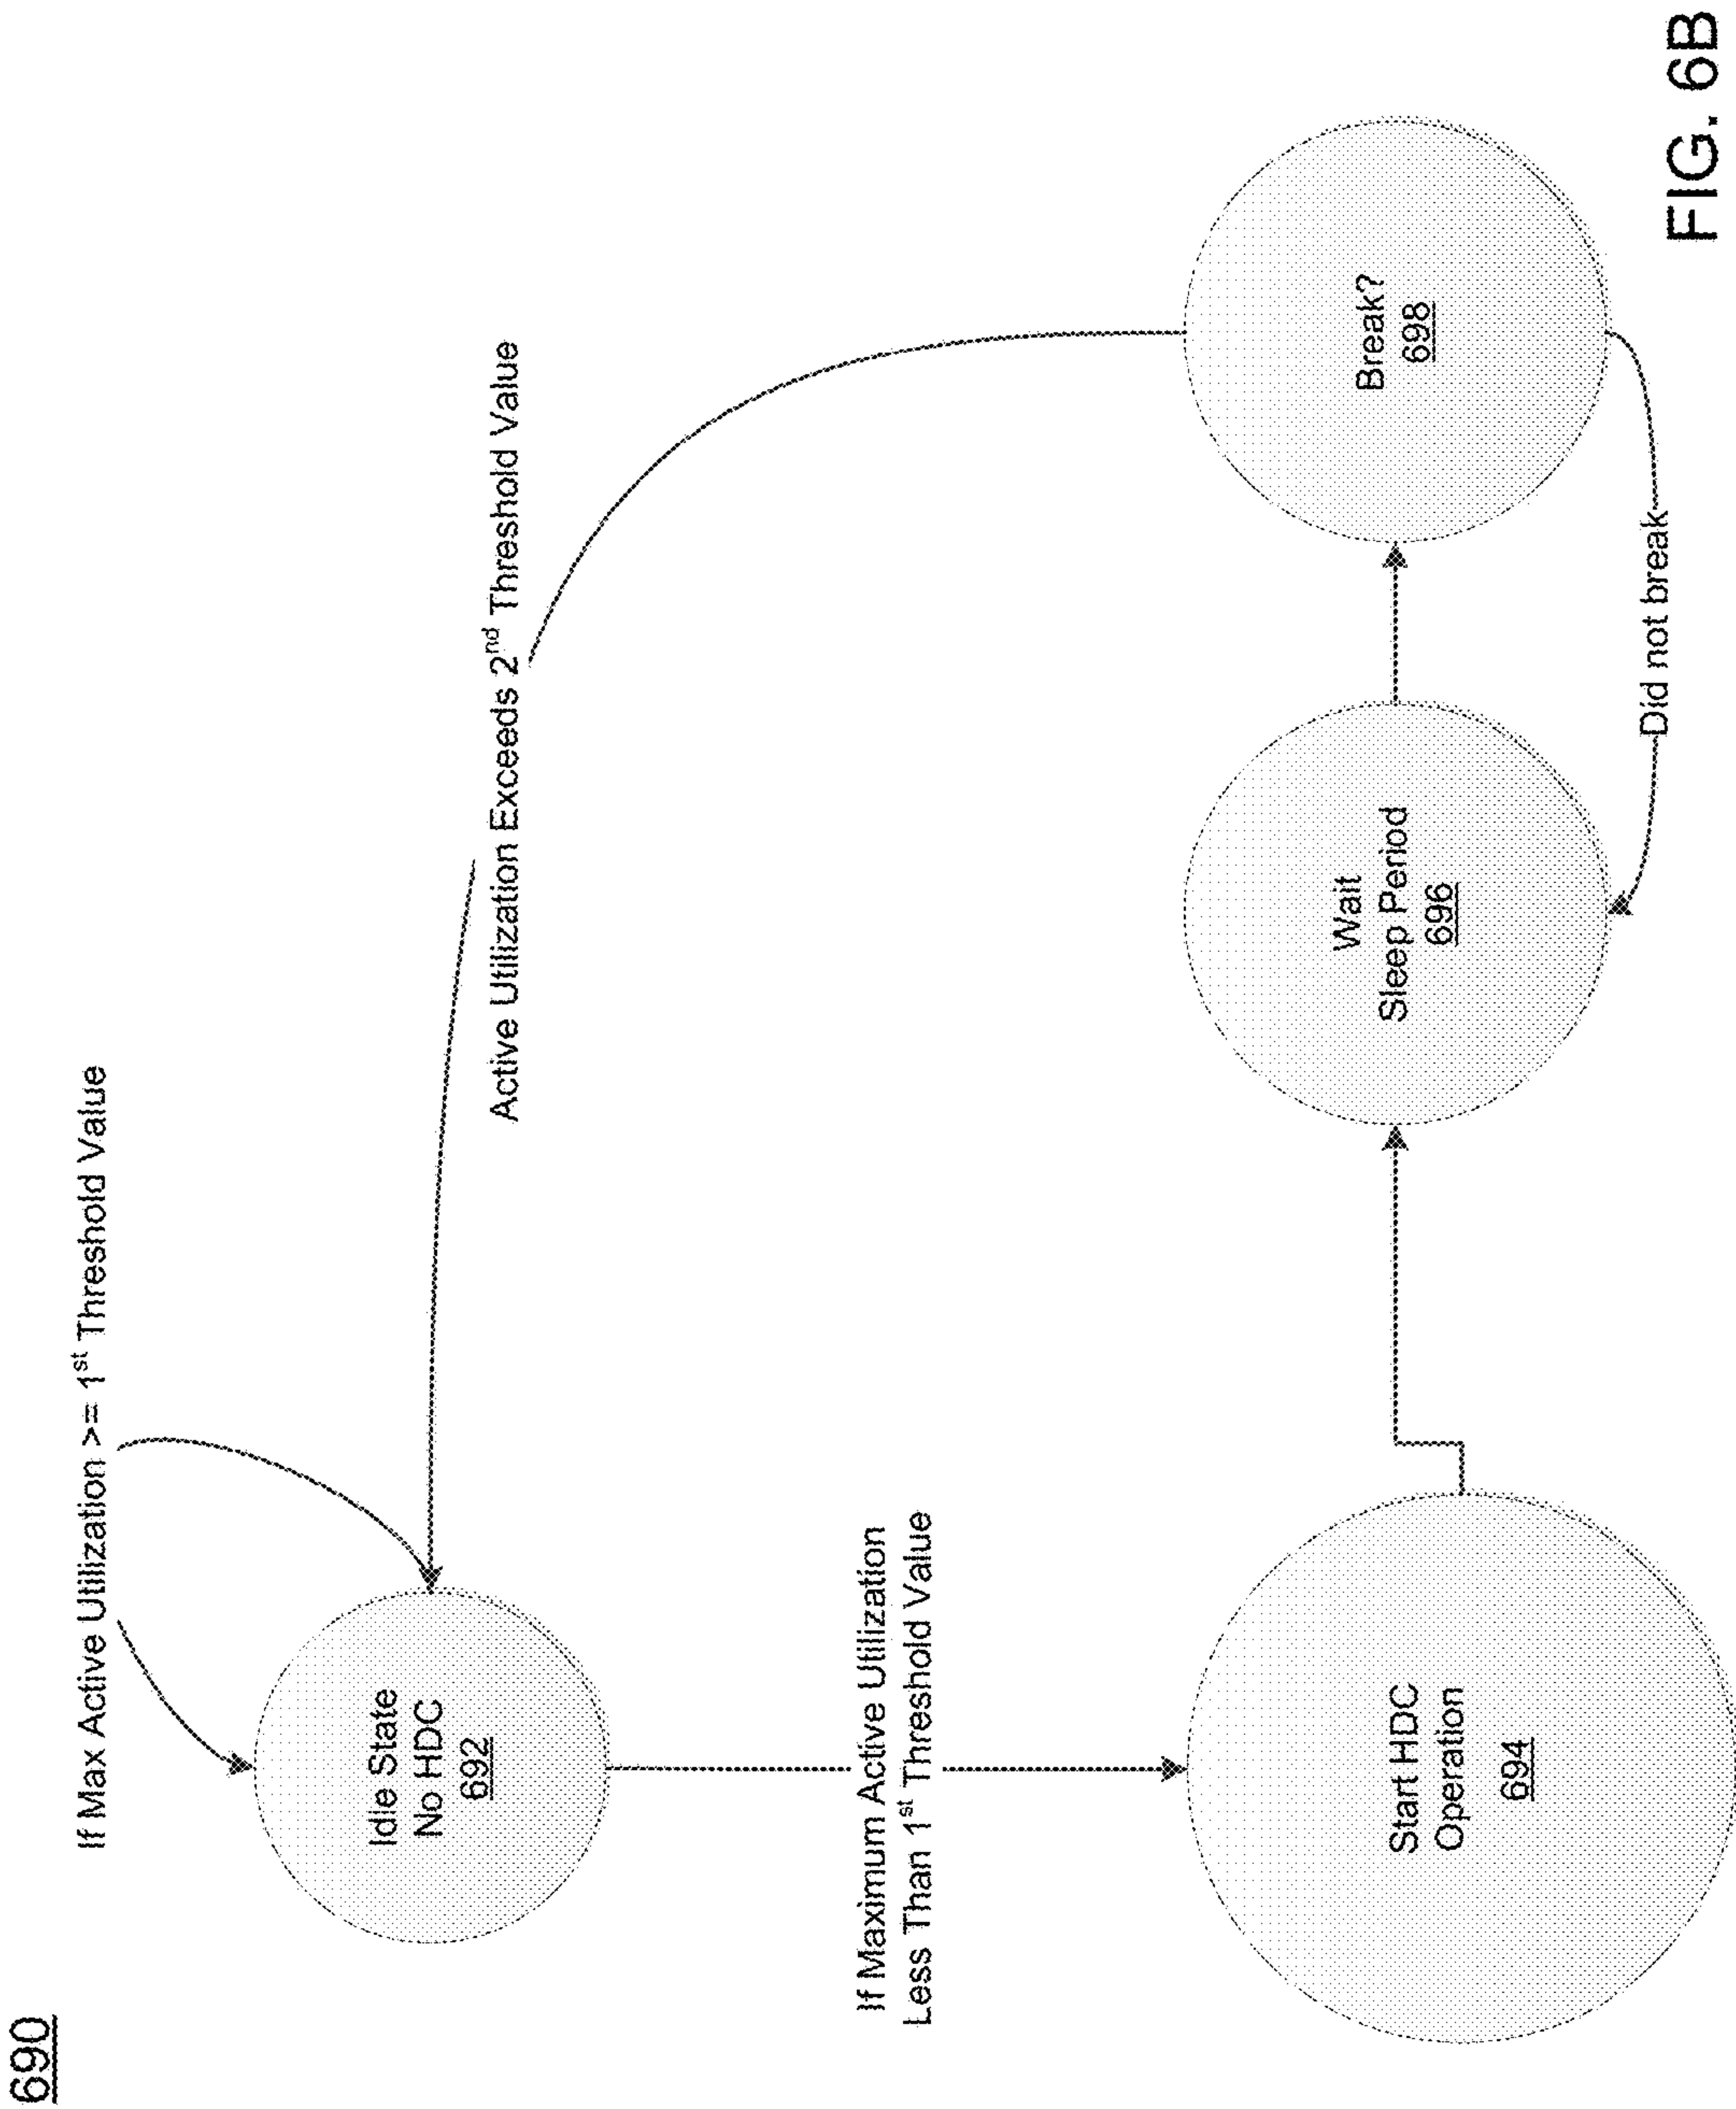 690
If Max Active Utilization >= 1st Threshold Value
Idle State
No HDC
692
Active Utilization Exceeds 2nd Threshold Value
If Maximum Active Utilization
Less Than 1st Threshold Value
Start HDC
Operation
694
Wait
Sleep Period
696
Break?
698
Did not break
FIG. 6B